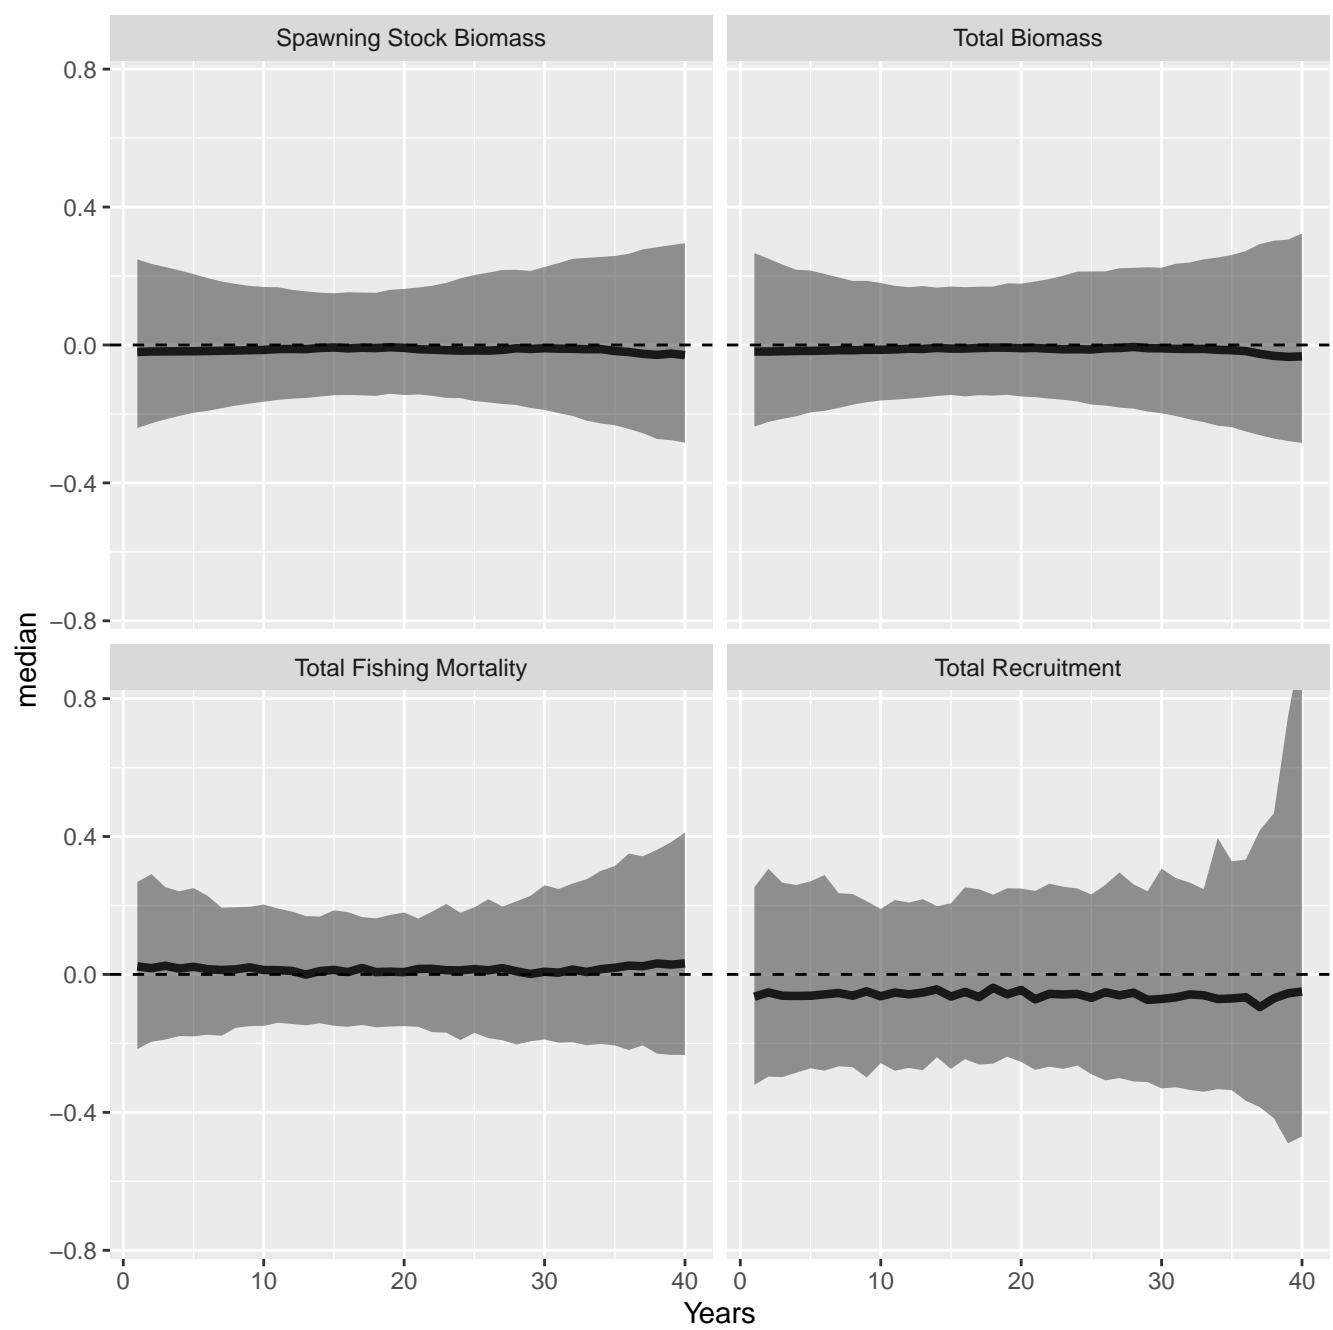 Spawning Stock Biomass
Total Biomass
0.8
0.4
0.0
−0.4
−0.8
median
Total Fishing Mortality
Total Recruitment
0.8
0.4
0.0
−0.4
−0.8
0 10 20 30 40
0 10 20 30 40
Years